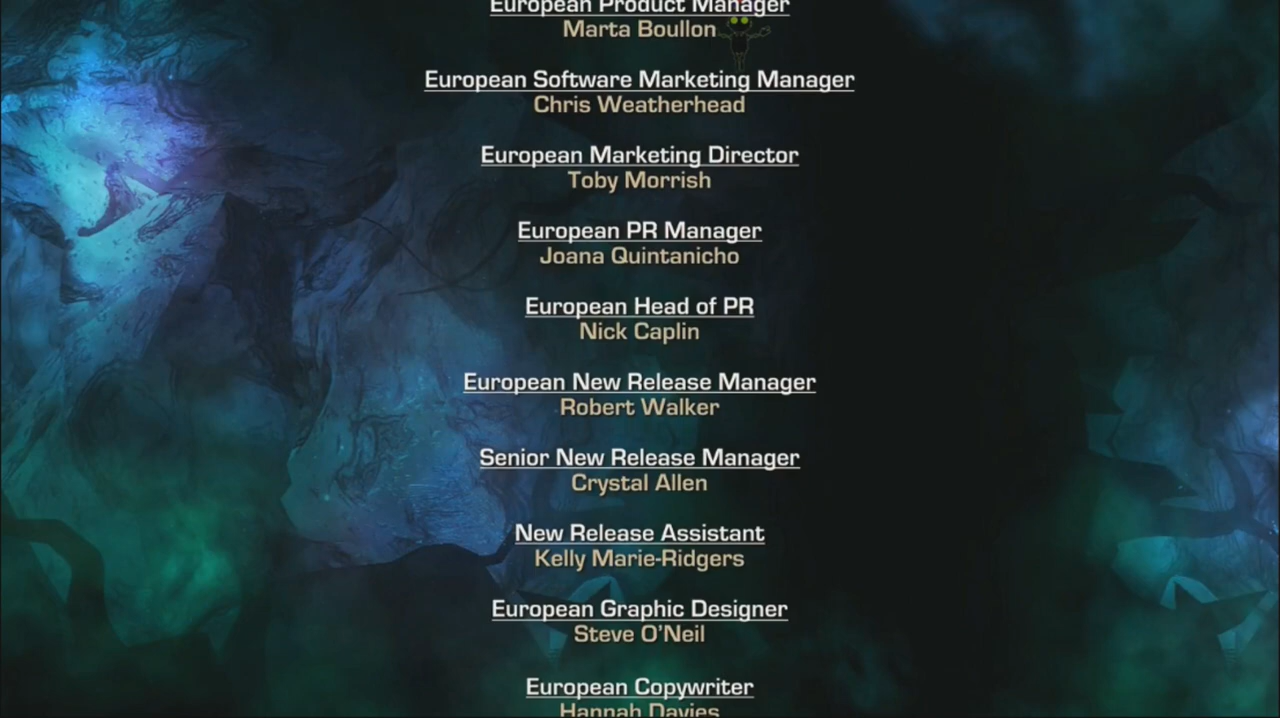 European Product Manager
Marta Boullon
European Software Marketing Manager
Chris Weatherhead
European Marketing Director
Toby Morrish
European PR Manager
Joana Quintanicho
European Head of PR
Nick Caplin
European New Release Manager
Robert Walker
Senior New Release Manager
Crystal Allen
New Release Assistant
Kelly Marie-Ridgers
European Graphic Designer
Steve O'Neil
European Copywriter
Hannah Davies